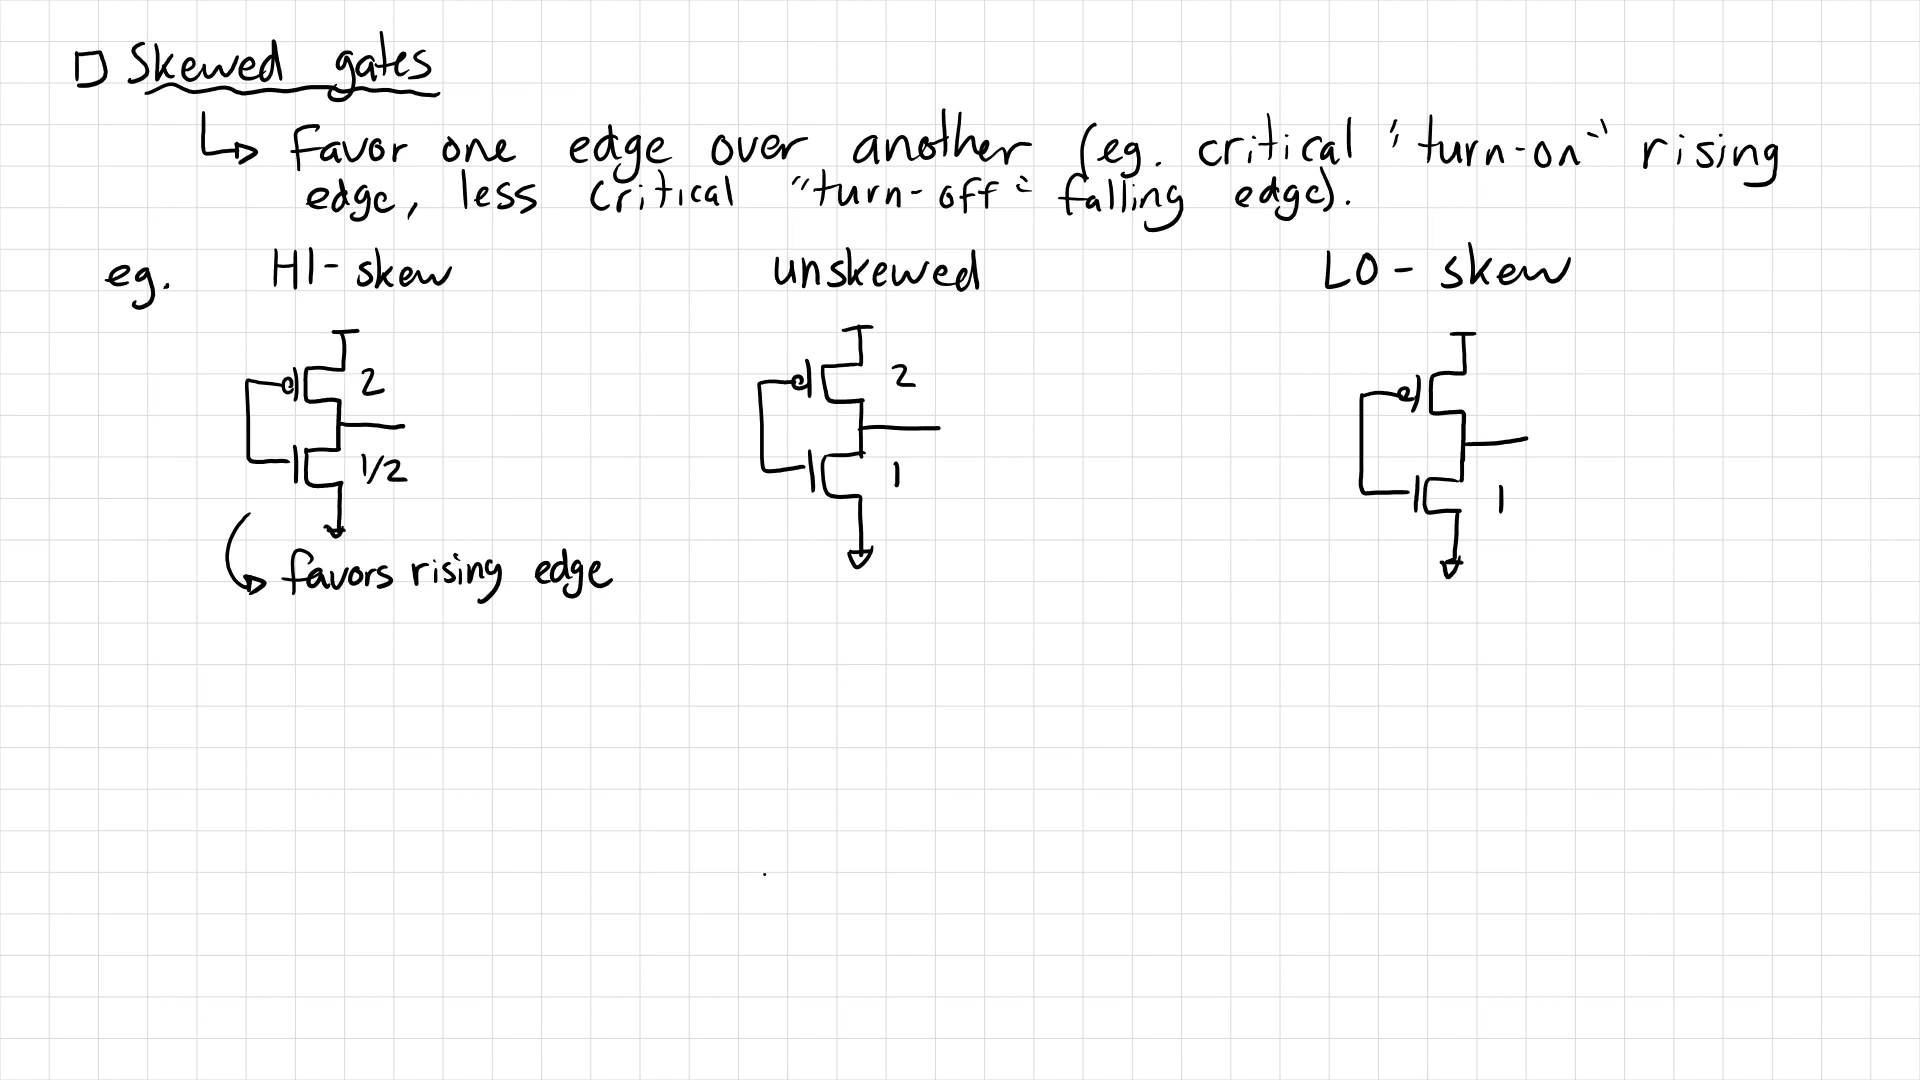 Skewed gates
favor one edge over another (eg. critical "turn-on" rising
edge, less critical "turn-off" falling edge).
eg. HI-skew unskewed LO-skew
2 2
1/2 1 1
favors rising edge